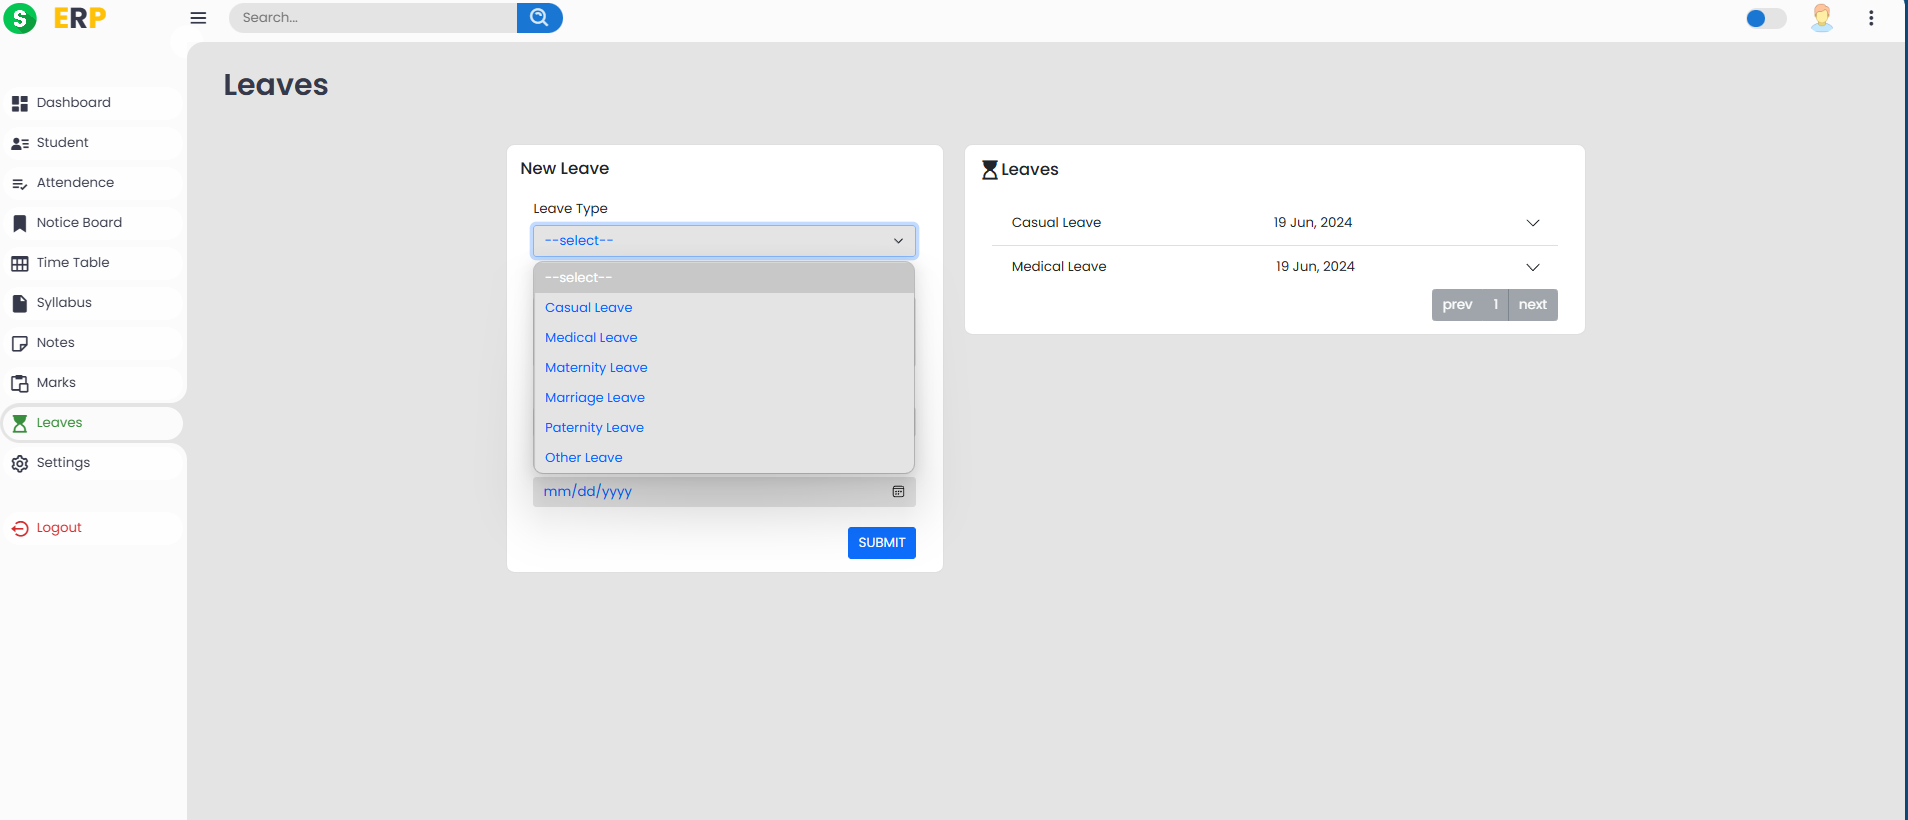 S ERP
Search...
Dashboard
Student
Attendence
Notice Board
Time Table
Syllabus
Notes
Marks
Leaves
Settings
Logout
Leaves
New Leave
Leave Type
--select--
--select--
Casual Leave
Medical Leave
Maternity Leave
Marriage Leave
Paternity Leave
Other Leave
mm/dd/yyyy
SUBMIT
Leaves
Casual Leave 19 Jun, 2024
Medical Leave 19 Jun, 2024
prev 1 next